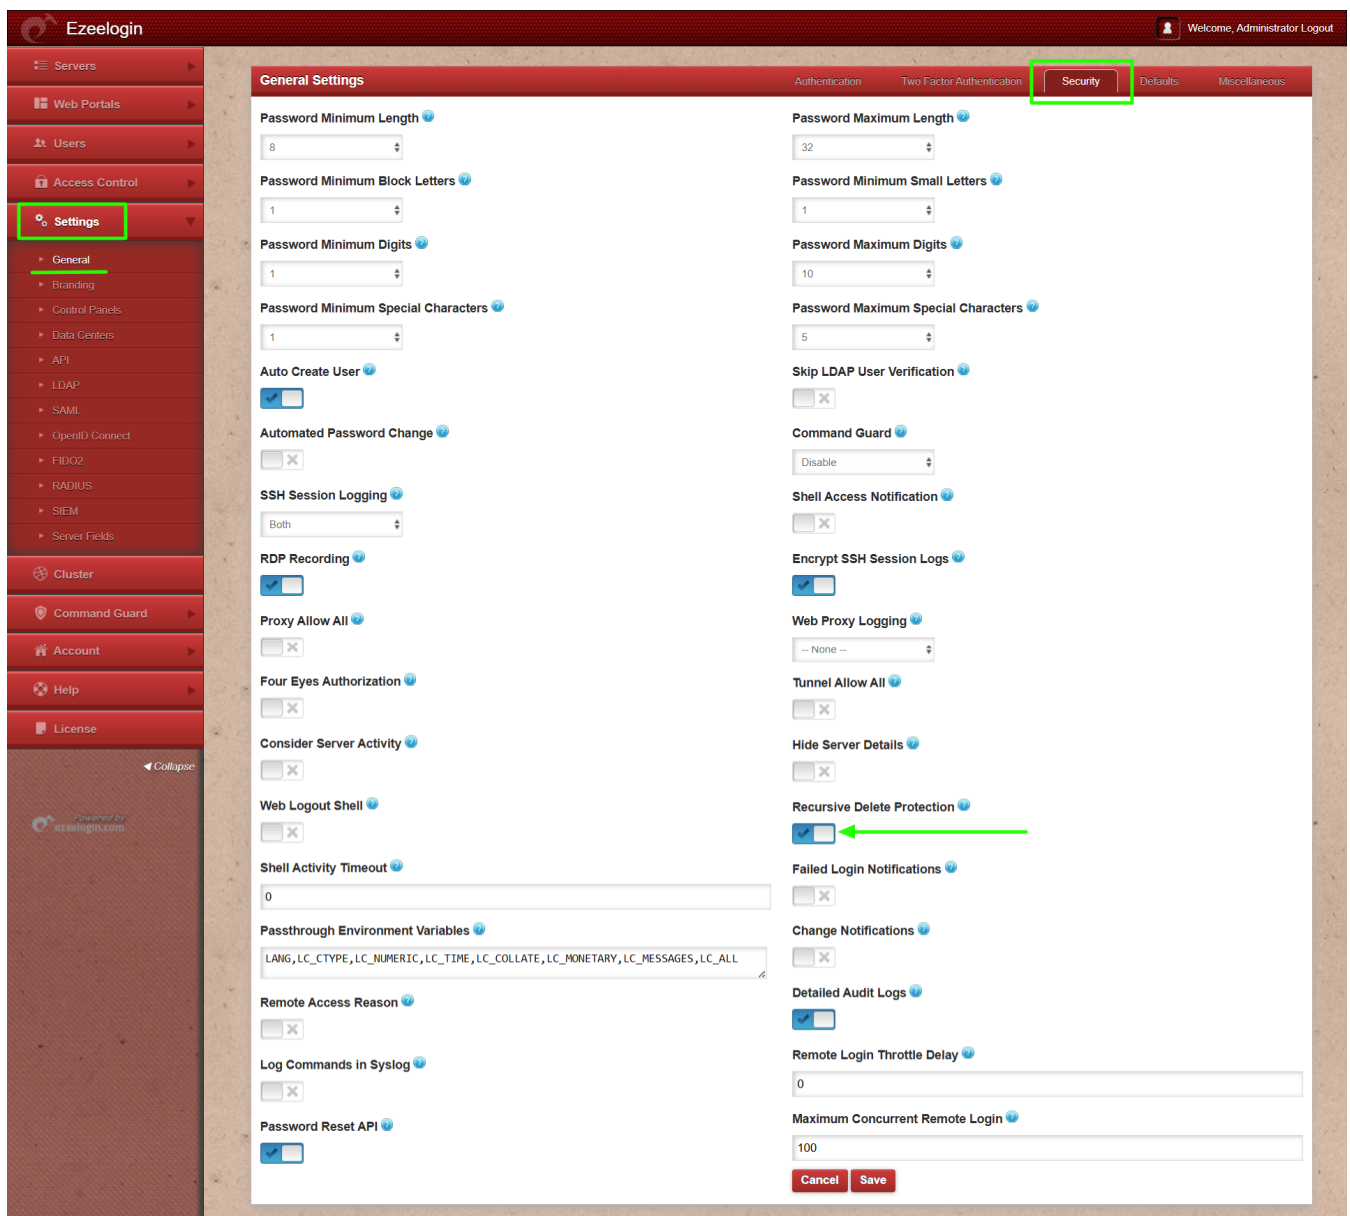 Ezeelogin
Welcome, Administrator Logout
Servers
Web Portals
Users
Access Control
Settings
General
Branding
Control Panels
Data Centers
API
LDAP
SAML
OpenID Connect
FIDO2
RADIUS
SIEM
Server Fields
Cluster
Command Guard
Account
Help
License
Collapse
Powered by
ezeelogin.com
General Settings
Authentication
Two Factor Authentication
Security
Defaults
Miscellaneous
Password Minimum Length
8
Password Maximum Length
32
Password Minimum Block Letters
1
Password Minimum Small Letters
1
Password Minimum Digits
1
Password Maximum Digits
10
Password Minimum Special Characters
1
Password Maximum Special Characters
5
Auto Create User
Skip LDAP User Verification
Automated Password Change
Command Guard
Disable
SSH Session Logging
Both
Shell Access Notification
RDP Recording
Encrypt SSH Session Logs
Proxy Allow All
Web Proxy Logging
-- None --
Four Eyes Authorization
Tunnel Allow All
Consider Server Activity
Hide Server Details
Web Logout Shell
Recursive Delete Protection
Shell Activity Timeout
0
Failed Login Notifications
Passthrough Environment Variables
LANG,LC_CTYPE,LC_NUMERIC,LC_TIME,LC_COLLATE,LC_MONETARY,LC_MESSAGES,LC_ALL
Change Notifications
Remote Access Reason
Detailed Audit Logs
Log Commands in Syslog
Remote Login Throttle Delay
0
Password Reset API
Maximum Concurrent Remote Login
100
Cancel
Save